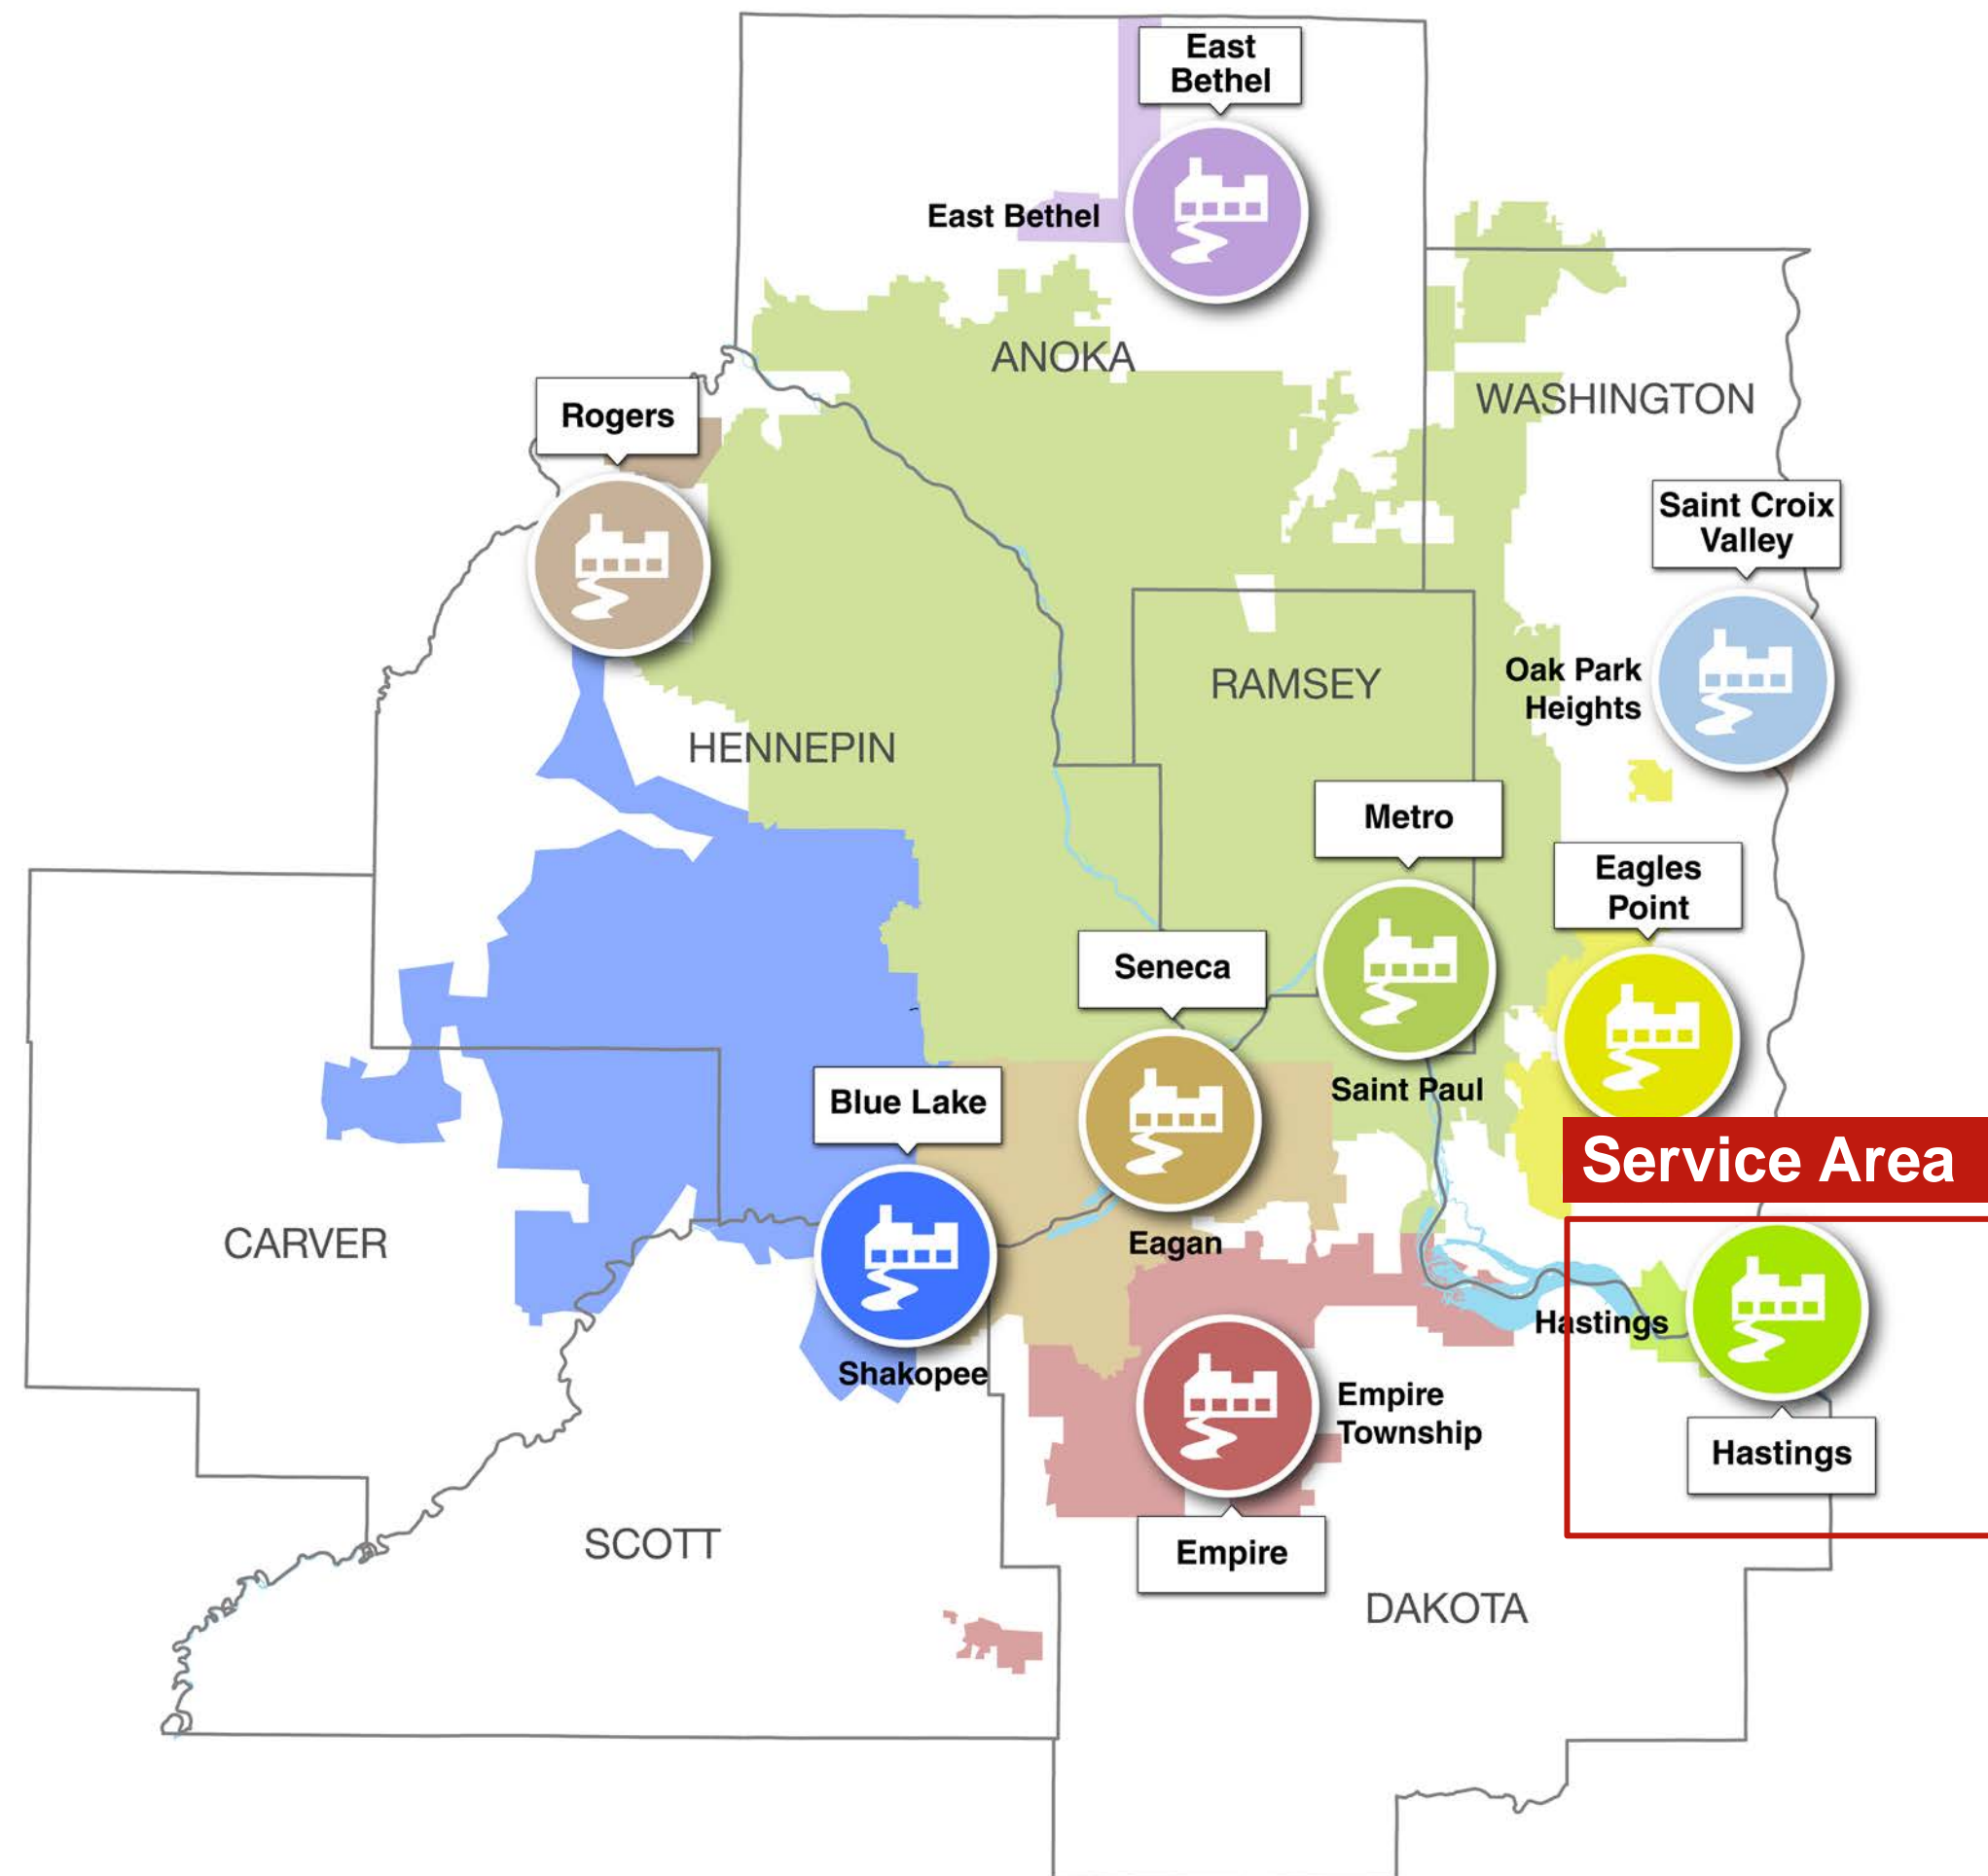 East
Bethel
East Bethel
ANOKA
WASHINGTON
Rogers
Saint Croix
Valley
Oak Park
Heights
RAMSEY
HENNEPIN
Metro
Eagles
Point
Seneca
Saint Paul
Blue Lake
Service Area
CARVER
Eagan
Hastings
Shakopee
Empire
Township
Hastings
SCOTT
Empire
DAKOTA